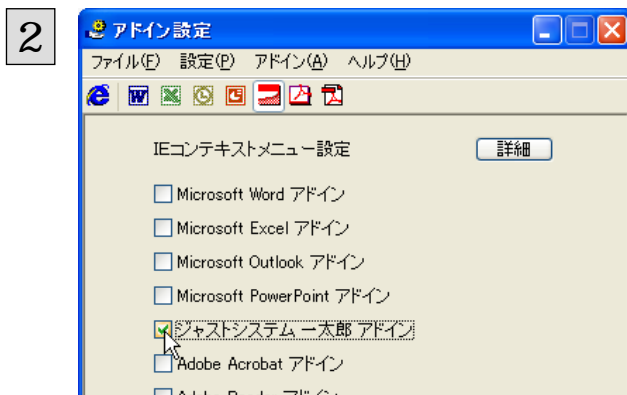 2
アドイン設定
ファイル(F) 設定(P) アドイン(A) ヘルプ(H)
IEコンテキストメニュー設定 詳細
Microsoft Word アドイン
Microsoft Excel アドイン
Microsoft Outlook アドイン
Microsoft PowerPoint アドイン
ジャストシステム 一太郎 アドイン
Adobe Acrobat アドイン